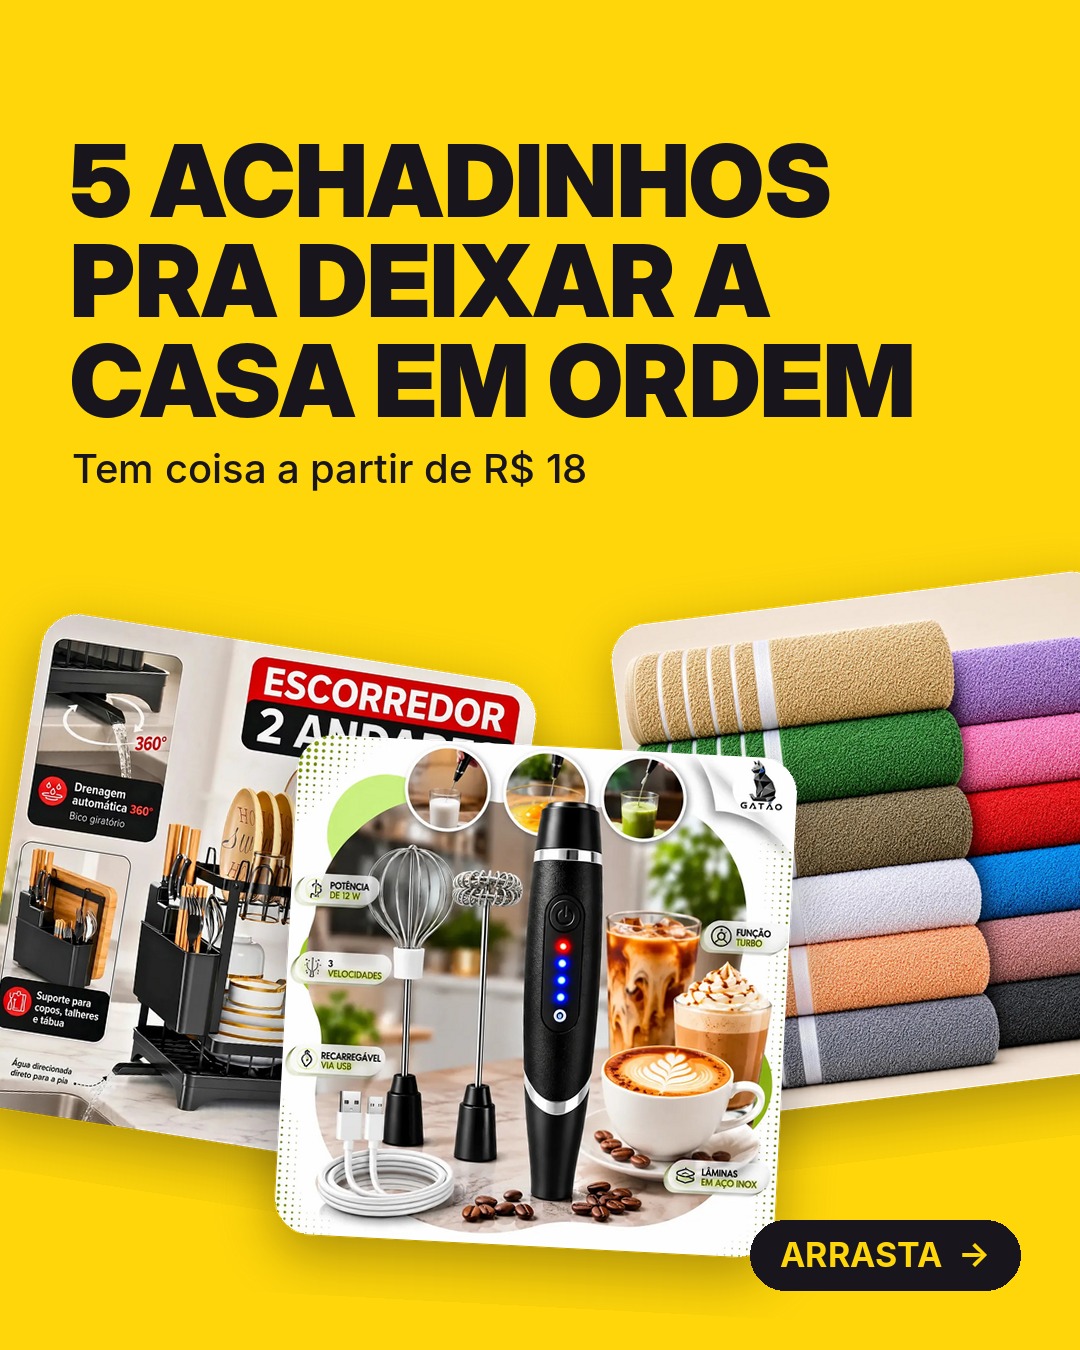 5 ACHADINHOS
PRA DEIXAR A
CASA EM ORDEM
Tem coisa a partir de R$ 18
ESCORREDOR
360°
Drenagem
automática 360°
Bico giratório
Suporte para
copos, talheres
e tábua
Água direcionada
direto para a pia
GATÃO
POTÊNCIA
DE 12 W
3
VELOCIDADES
RECARREGÁVEL
VIA USB
FUNÇÃO
TURBO
LÂMINAS
EM AÇO INOX
ARRASTA →